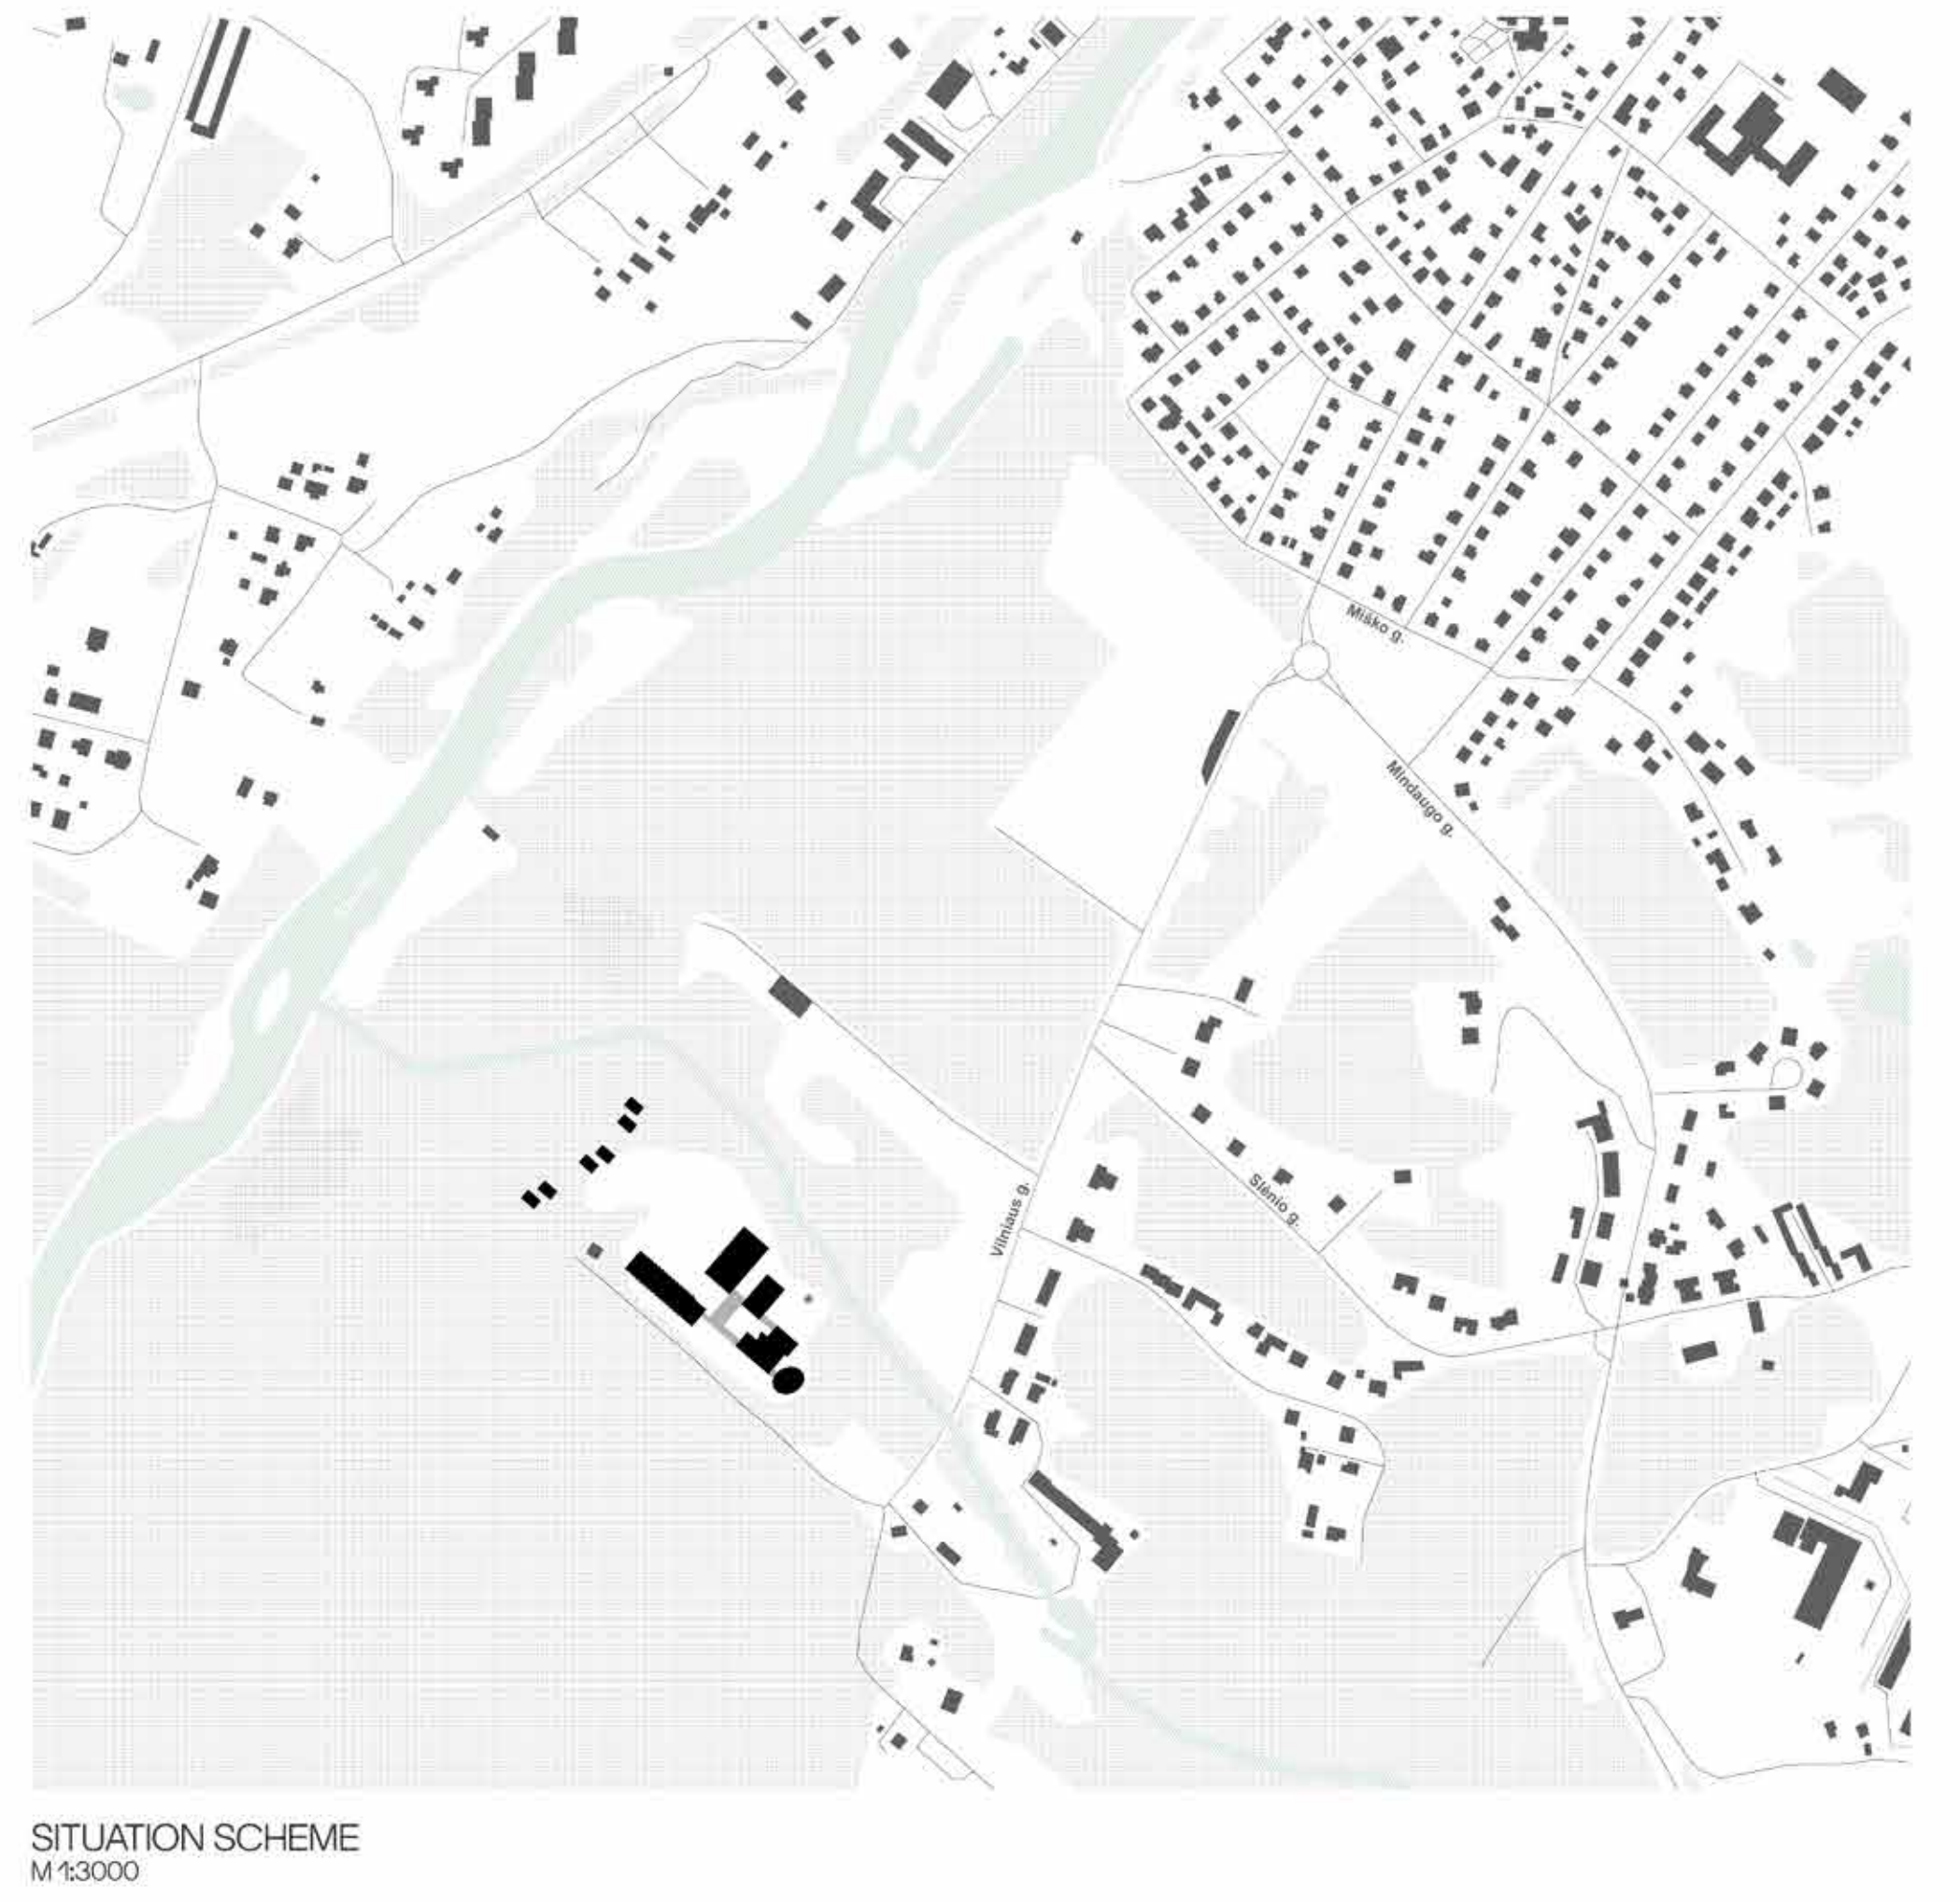 Miško g.
Mindaugo g.
Slėnio g.
Vilniaus g.
SITUATION SCHEME
M 1:3000